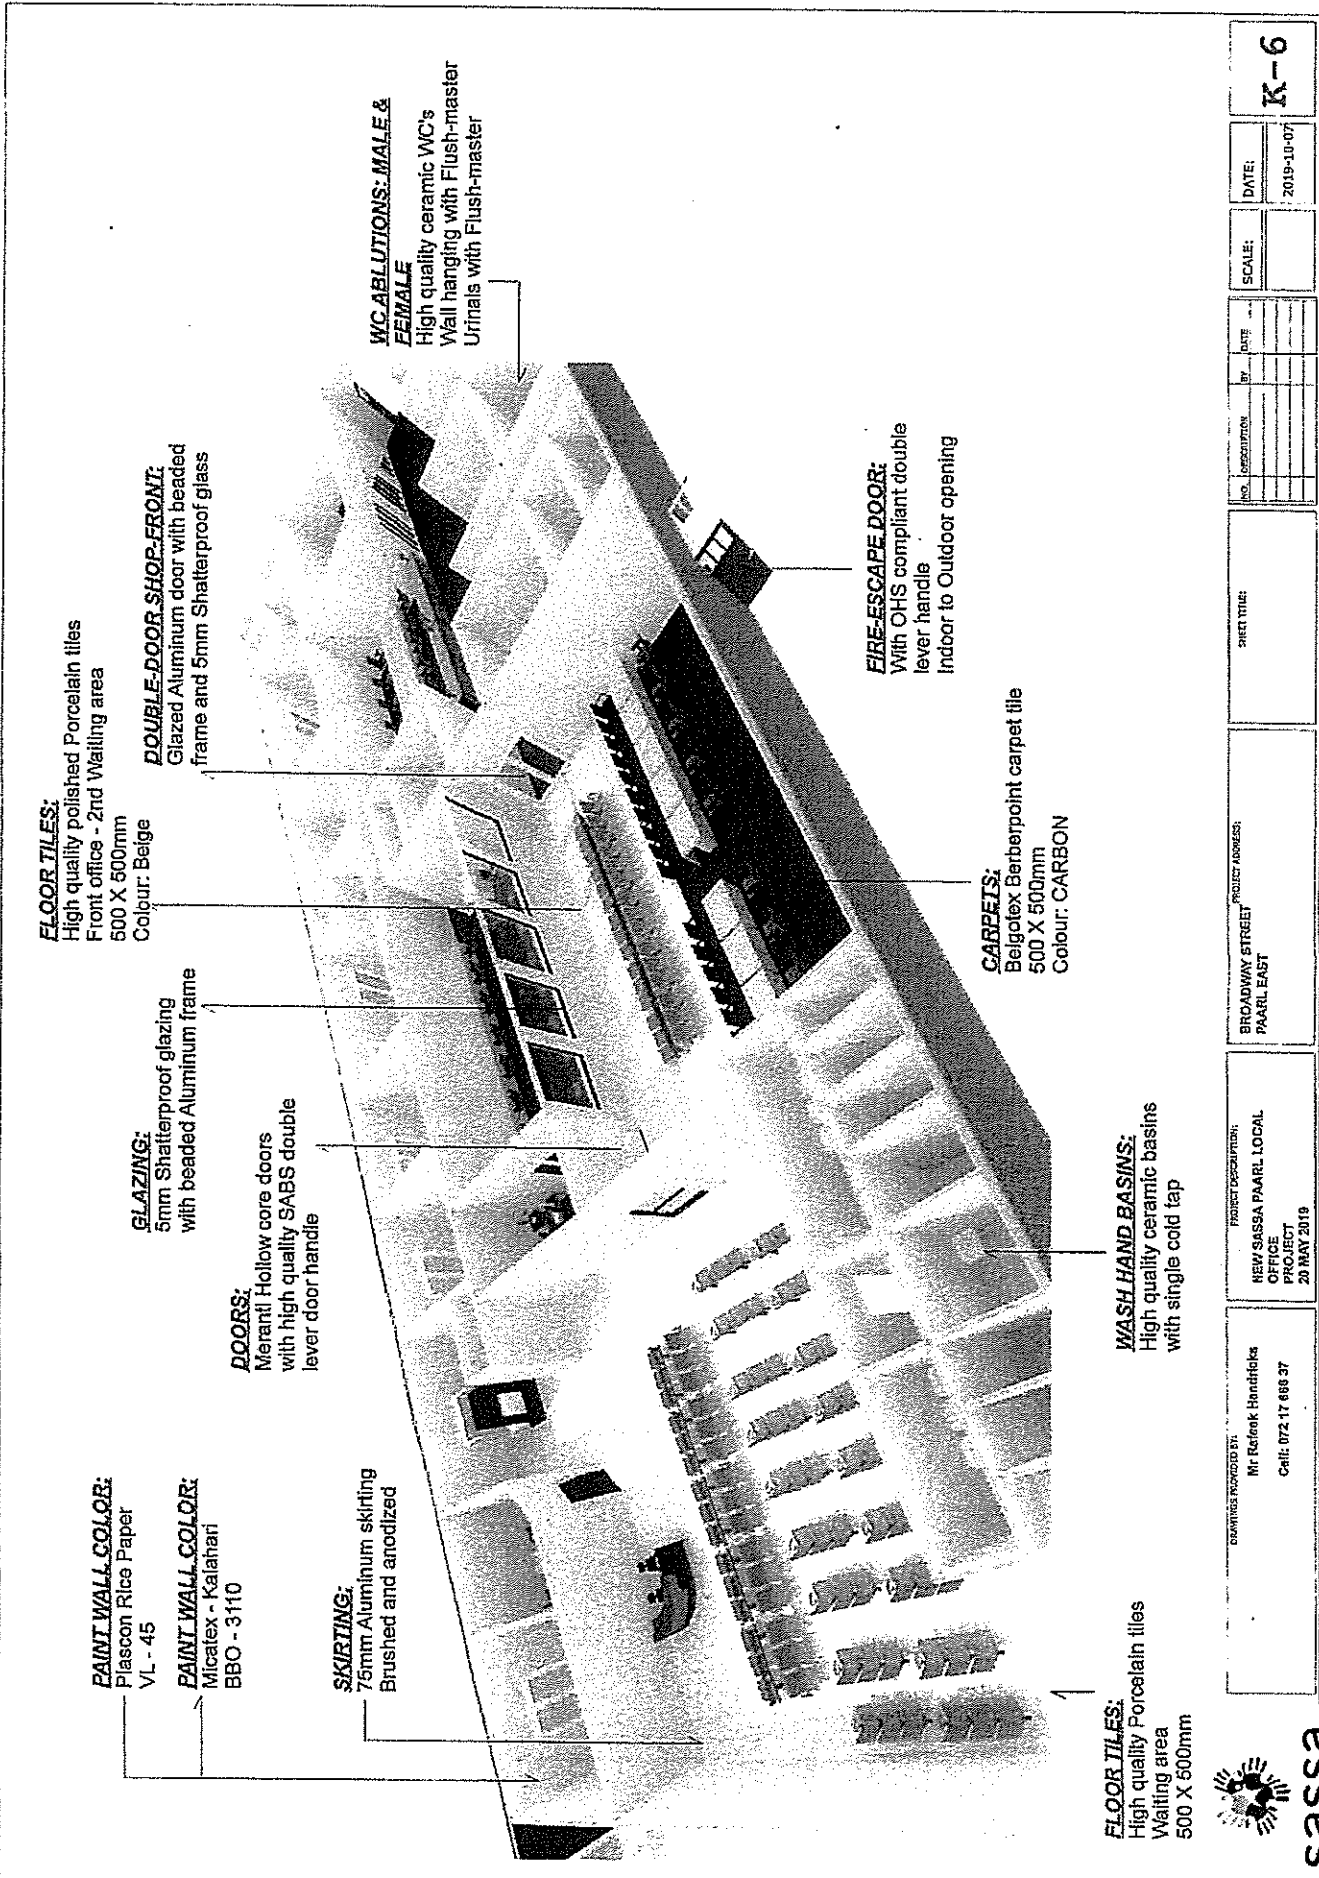 PAINT WALL COLOR:
Plascon Rice Paper
VL - 45
PAINT WALL COLOR:
Micatex - Kalahari
BBO - 3110
SKIRTING:
75mm Aluminum skirting
Brushed and anodized
DOORS:
Meranti Hollow core doors
with high quality SABS double
lever door handle
GLAZING:
5mm Shatterproof glazing
with beaded Aluminum frame
FLOOR TILES:
High quality polished Porcelain tiles
Front office - 2nd Waiting area
500 X 500mm
Colour: Beige
DOUBLE-DOOR SHOP-FRONT:
Glazed Aluminum door with beaded
frame and 5mm Shatterproof glass
WC ABLUTIONS: MALE &
FEMALE
High quality ceramic WC's
Wall hanging with Flush-master
Urinals with Flush-master
FLOOR TILES:
High quality Porcelain tiles
Waiting area
500 X 500mm
WASH HAND BASINS:
High quality ceramic basins
with single cold tap
CARPETS:
Belgotex Berberpoint carpet tile
500 X 500mm
Colour: CARBON
FIRE-ESCAPE DOOR:
With OHS compliant double
lever handle
Indoor to Outdoor opening
sassa
DRAWINGS PROVIDED BY:
Mr Rafeek Hendricks
Cell: 072 17 666 37
PROJECT DESCRIPTION:
NEW SASSA PAARL LOCAL
OFFICE
PROJECT
20 MAY 2019
PROJECT ADDRESS:
BROADWAY STREET
PAARL EAST
SHEET TITLE:
NO. DESCRIPTION BY DATE
SCALE:
DATE:
2019-10-07
K-6